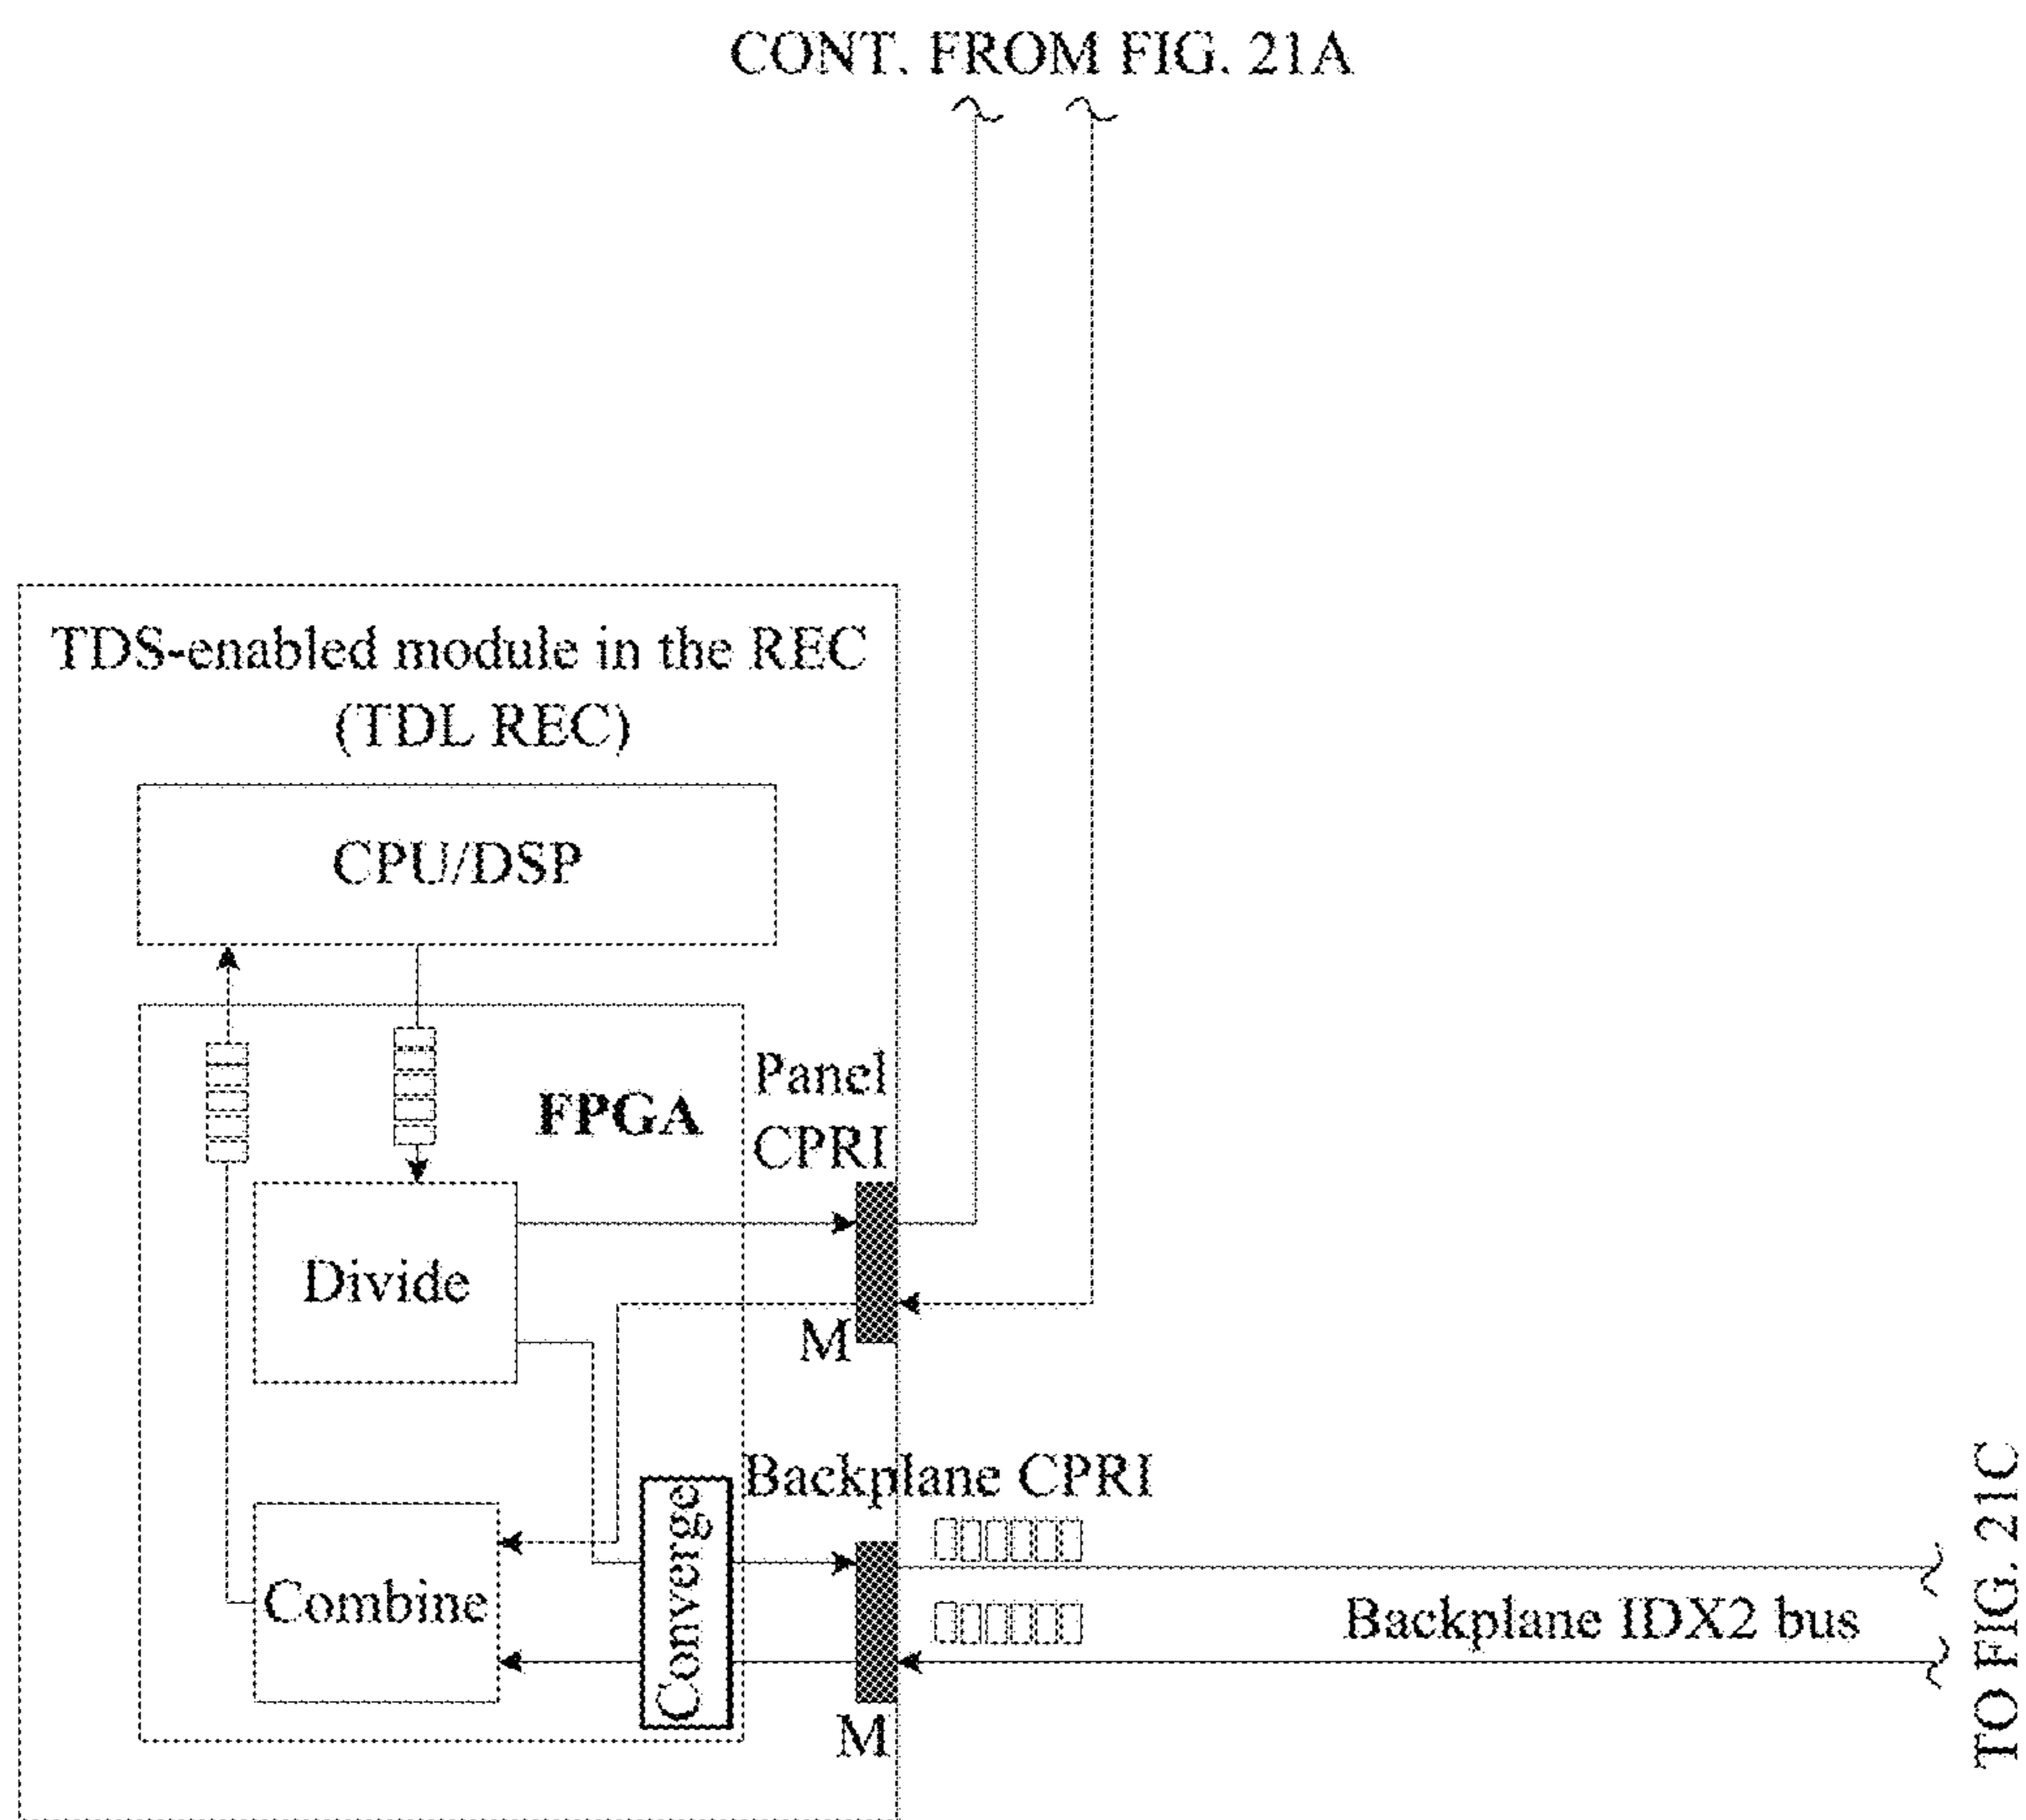 CONT. FROM FIG. 21A
TDS-enabled module in the REC
(TDL REC)
CPU/DSP
FPGA
Panel
CPRI
Divide
M
Backplane CPRI
Converge
Combine
Backplane IDX2 bus
M
TO FIG. 21C